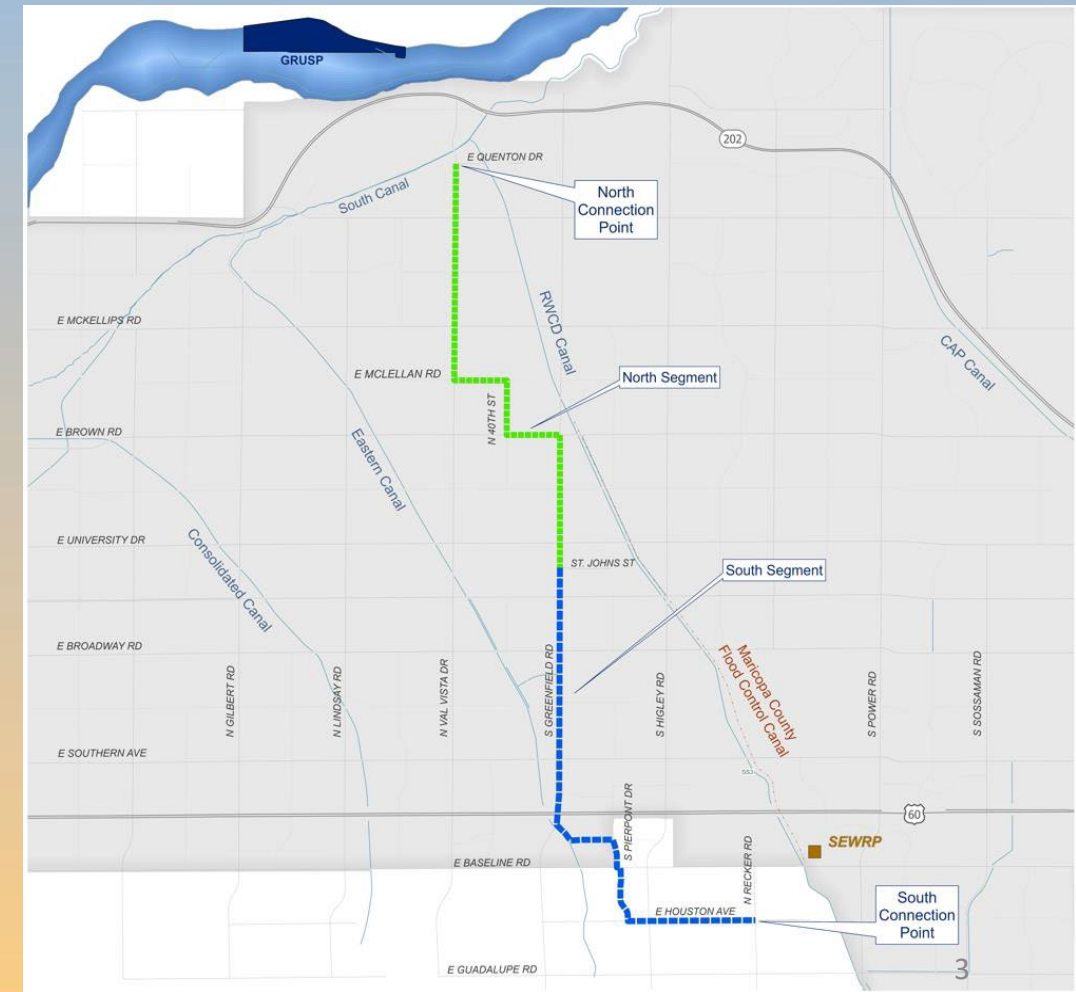 GRUSP
202
E QUENTON DR
North
Connection
Point
South Canal
E MCKELLIPS RD
RWCD Canal
CAP Canal
E MCLELLAN RD
North Segment
N 40TH ST
E BROWN RD
Eastern Canal
E UNIVERSITY DR
Consolidated Canal
ST. JOHNS ST
South Segment
E BROADWAY RD
N GILBERT RD
N LINDSAY RD
N VAL VISTA DR
S GREENFIELD RD
S HIGLEY RD
Maricopa County
Flood Control Canal
S POWER RD
S SOSSAMAN RD
E SOUTHERN AVE
S PIERPONT DR
60
SEWRP
E BASELINE RD
N RECKER RD
E HOUSTON AVE
South
Connection
Point
E GUADALUPE RD
3